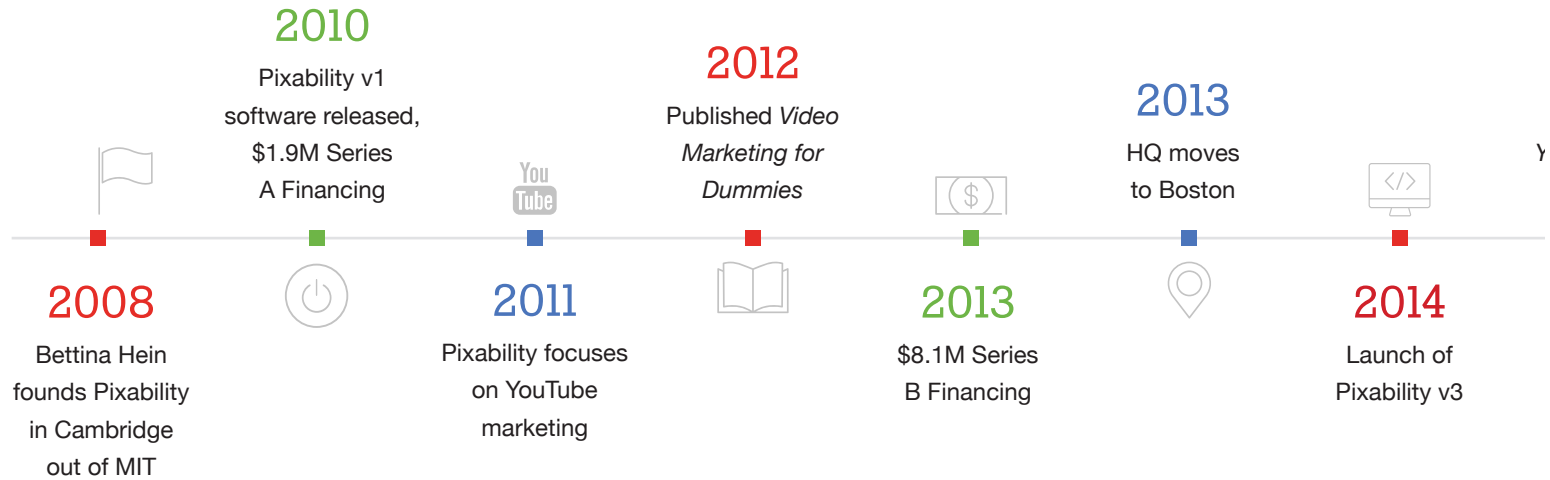 2008
Bettina Hein
founds Pixability
in Cambridge
out of MIT
2010
Pixability v1
software released,
$1.9M Series
A Financing
You
Tube
2011
Pixability focuses
on YouTube
marketing
2012
Published Video
Marketing for
Dummies
$
2013
$8.1M Series
B Financing
2013
HQ moves
to Boston
</>
2014
Launch of
Pixability v3